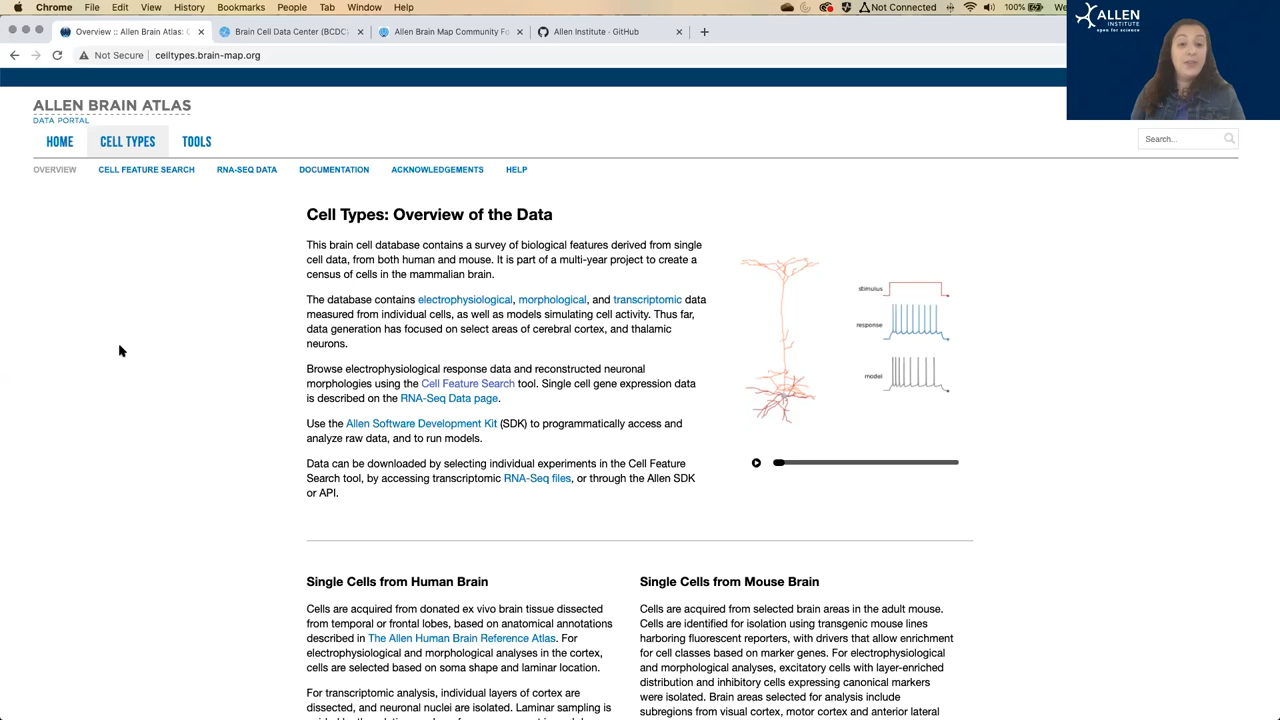 Chrome File Edit View History Bookmarks People Tab Window Help Not Connected 100% We
Overview :: Allen Brain Atlas: C Brain Cell Data Center (BCDC Allen Brain Map Community Fo Allen Institute · GitHub
Not Secure celltypes.brain-map.org
ALLEN
INSTITUTE
open for science
ALLEN BRAIN ATLAS
DATA PORTAL
HOME CELL TYPES TOOLS
Search...
OVERVIEW CELL FEATURE SEARCH RNA-SEQ DATA DOCUMENTATION ACKNOWLEDGEMENTS HELP
Cell Types: Overview of the Data
This brain cell database contains a survey of biological features derived from single
cell data, from both human and mouse. It is part of a multi-year project to create a
census of cells in the mammalian brain.
The database contains electrophysiological, morphological, and transcriptomic data
measured from individual cells, as well as models simulating cell activity. Thus far,
data generation has focused on select areas of cerebral cortex, and thalamic
neurons.
Browse electrophysiological response data and reconstructed neuronal
morphologies using the Cell Feature Search tool. Single cell gene expression data
is described on the RNA-Seq Data page.
Use the Allen Software Development Kit (SDK) to programmatically access and
analyze raw data, and to run models.
Data can be downloaded by selecting individual experiments in the Cell Feature
Search tool, by accessing transcriptomic RNA-Seq files, or through the Allen SDK
or API.
stimulus
response
model
Single Cells from Human Brain
Cells are acquired from donated ex vivo brain tissue dissected
from temporal or frontal lobes, based on anatomical annotations
described in The Allen Human Brain Reference Atlas. For
electrophysiological and morphological analyses in the cortex,
cells are selected based on soma shape and laminar location.
For transcriptomic analysis, individual layers of cortex are
dissected, and neuronal nuclei are isolated. Laminar sampling is
Single Cells from Mouse Brain
Cells are acquired from selected brain areas in the adult mouse.
Cells are identified for isolation using transgenic mouse lines
harboring fluorescent reporters, with drivers that allow enrichment
for cell classes based on marker genes. For electrophysiological
and morphological analyses, excitatory cells with layer-enriched
distribution and inhibitory cells expressing canonical markers
were isolated. Brain areas selected for analysis include
subregions from visual cortex, motor cortex and anterior lateral